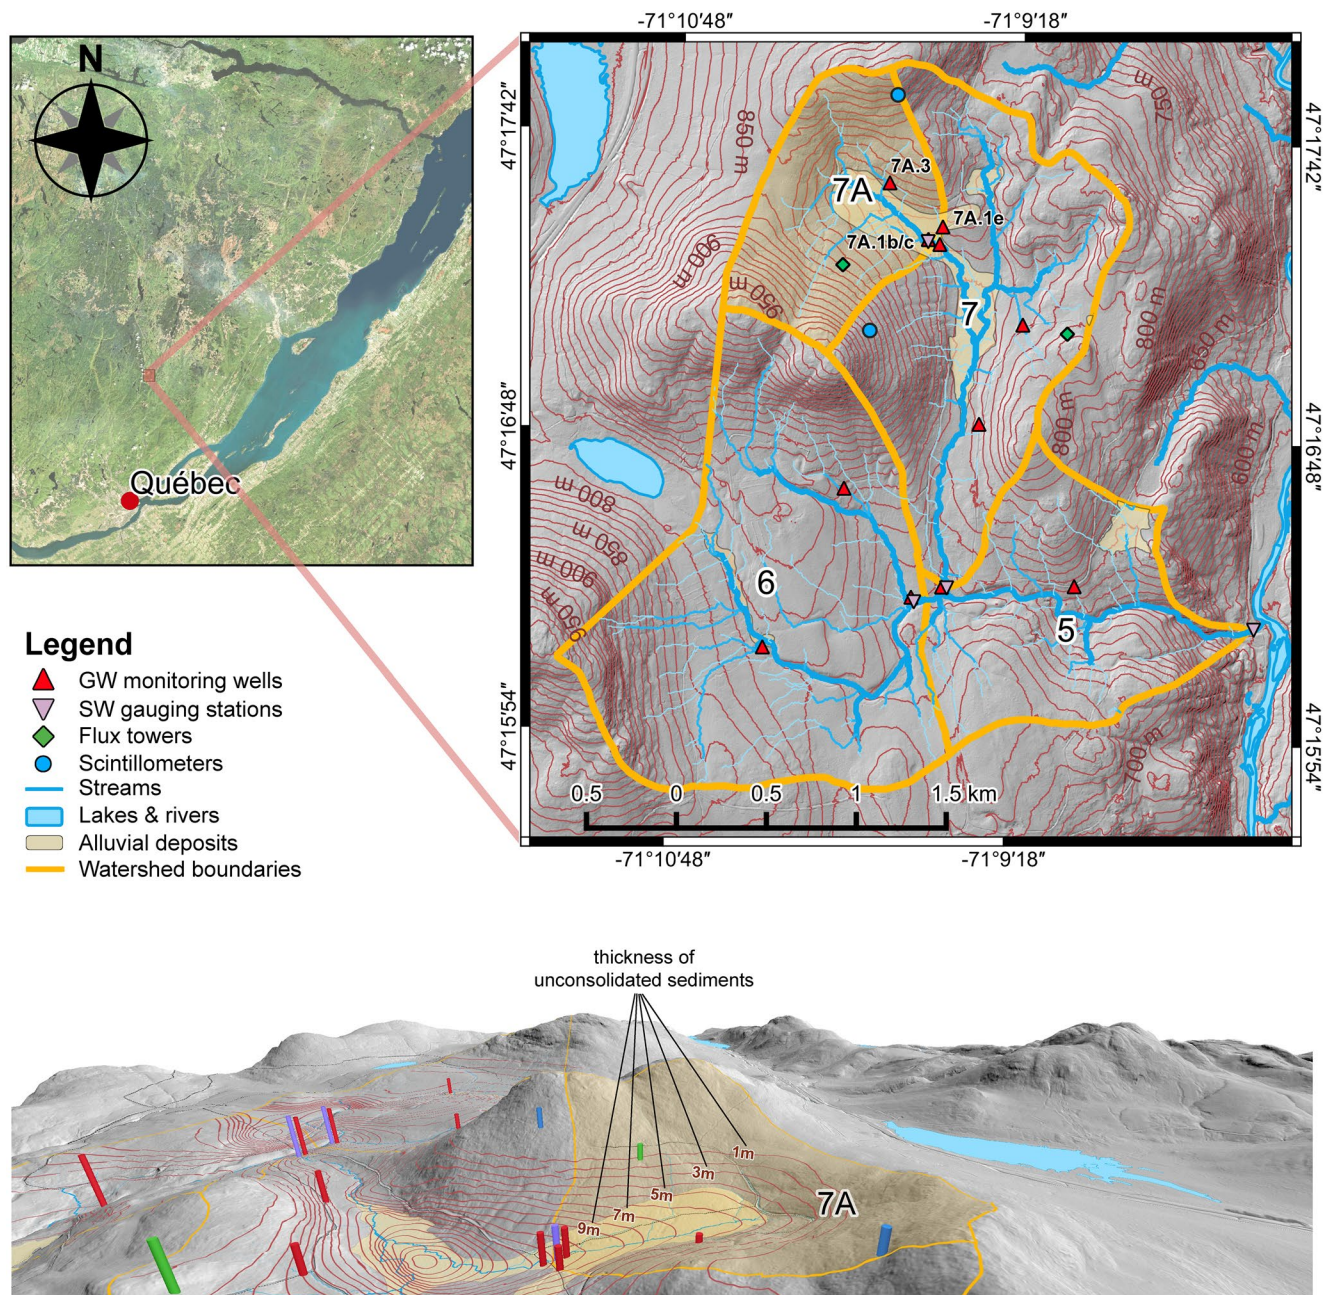 -71°10'48"
-71°9'18"
N
47°17'42"
47°17'42"
850 m
750 m
7A.3
7A
7A.1e
7A.1b/c
900 m
950 m
7
800 m
650 m
47°16'48"
47°16'48"
800 m
600 m
Québec
800 m
850 m
900 m
950 m
6
5
47°15'54"
47°15'54"
700 m
0.5
0
0.5
1
1.5 km
-71°10'48"
-71°9'18"
Legend
GW monitoring wells
SW gauging stations
Flux towers
Scintillometers
Streams
Lakes & rivers
Alluvial deposits
Watershed boundaries
thickness of
unconsolidated sediments
1m
3m
5m
7m
9m
7A